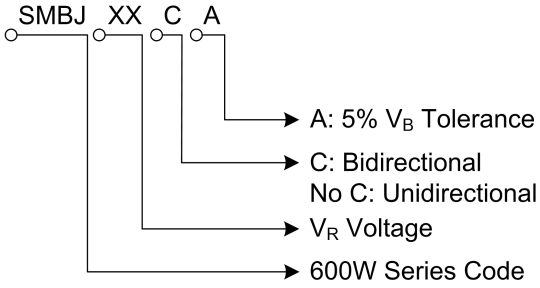 SMBJ XX C A
A: 5% VB Tolerance
C: Bidirectional
No C: Unidirectional
VR Voltage
600W Series Code